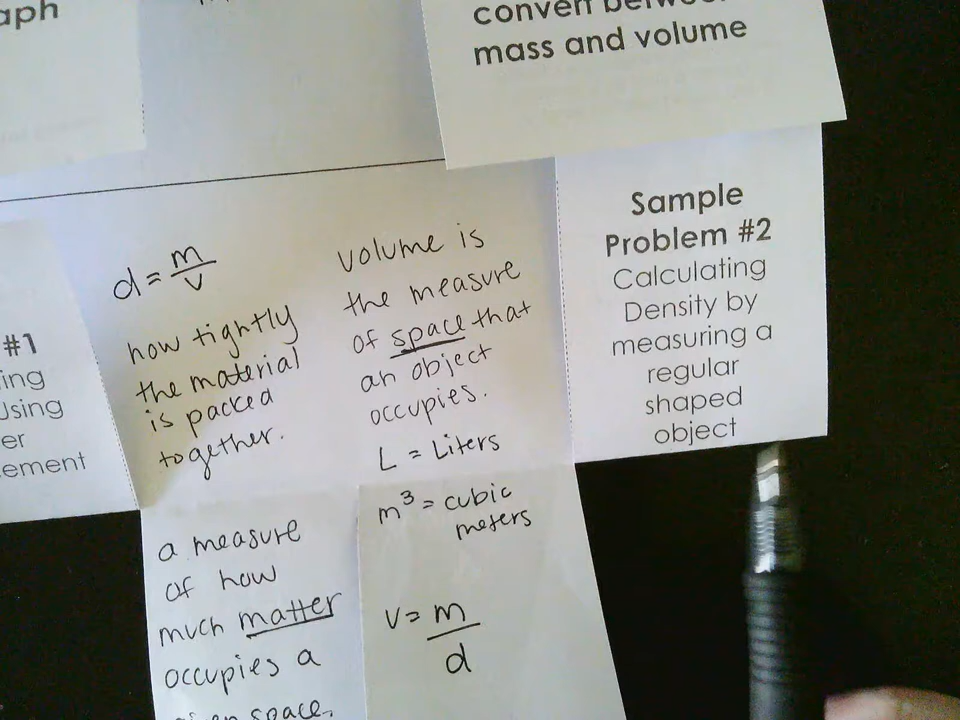 aph
mass and volume
d = m/v
how tightly
the material
is packed
together.
volume is
the measure
of space that
an object
occupies.
L = Liters
m³ = cubic
meters
v = m/d
a measure
of how
much matter
occupies a
space.
Sample
Problem #2
Calculating
Density by
measuring a
regular
shaped
object
#1
ing
Using
er
ement